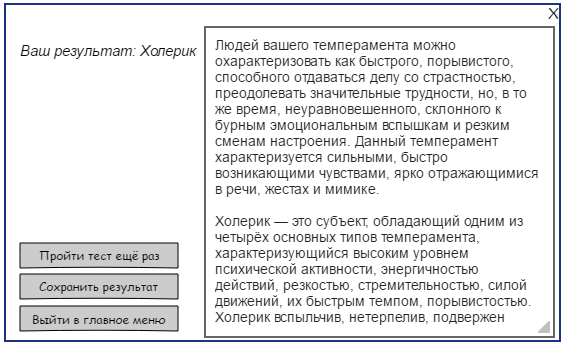 X
Ваш результат: Холерик
Людей вашего темперамента можно
охарактеризовать как быстрого, порывистого,
способного отдаваться делу со страстностью,
преодолевать значительные трудности, но, в то
же время, неуравновешенного, склонного к
бурным эмоциональным вспышкам и резким
сменам настроения. Данный темперамент
характеризуется сильными, быстро
возникающими чувствами, ярко отражающимися
в речи, жестах и мимике.
Холерик — это субъект, обладающий одним из
четырёх основных типов темперамента,
характеризующийся высоким уровнем
психической активности, энергичностью
действий, резкостью, стремительностью, силой
движений, их быстрым темпом, порывистостью.
Холерик вспыльчив, нетерпелив, подвержен
Пройти тест ещё раз
Сохранить результат
Выйти в главное меню